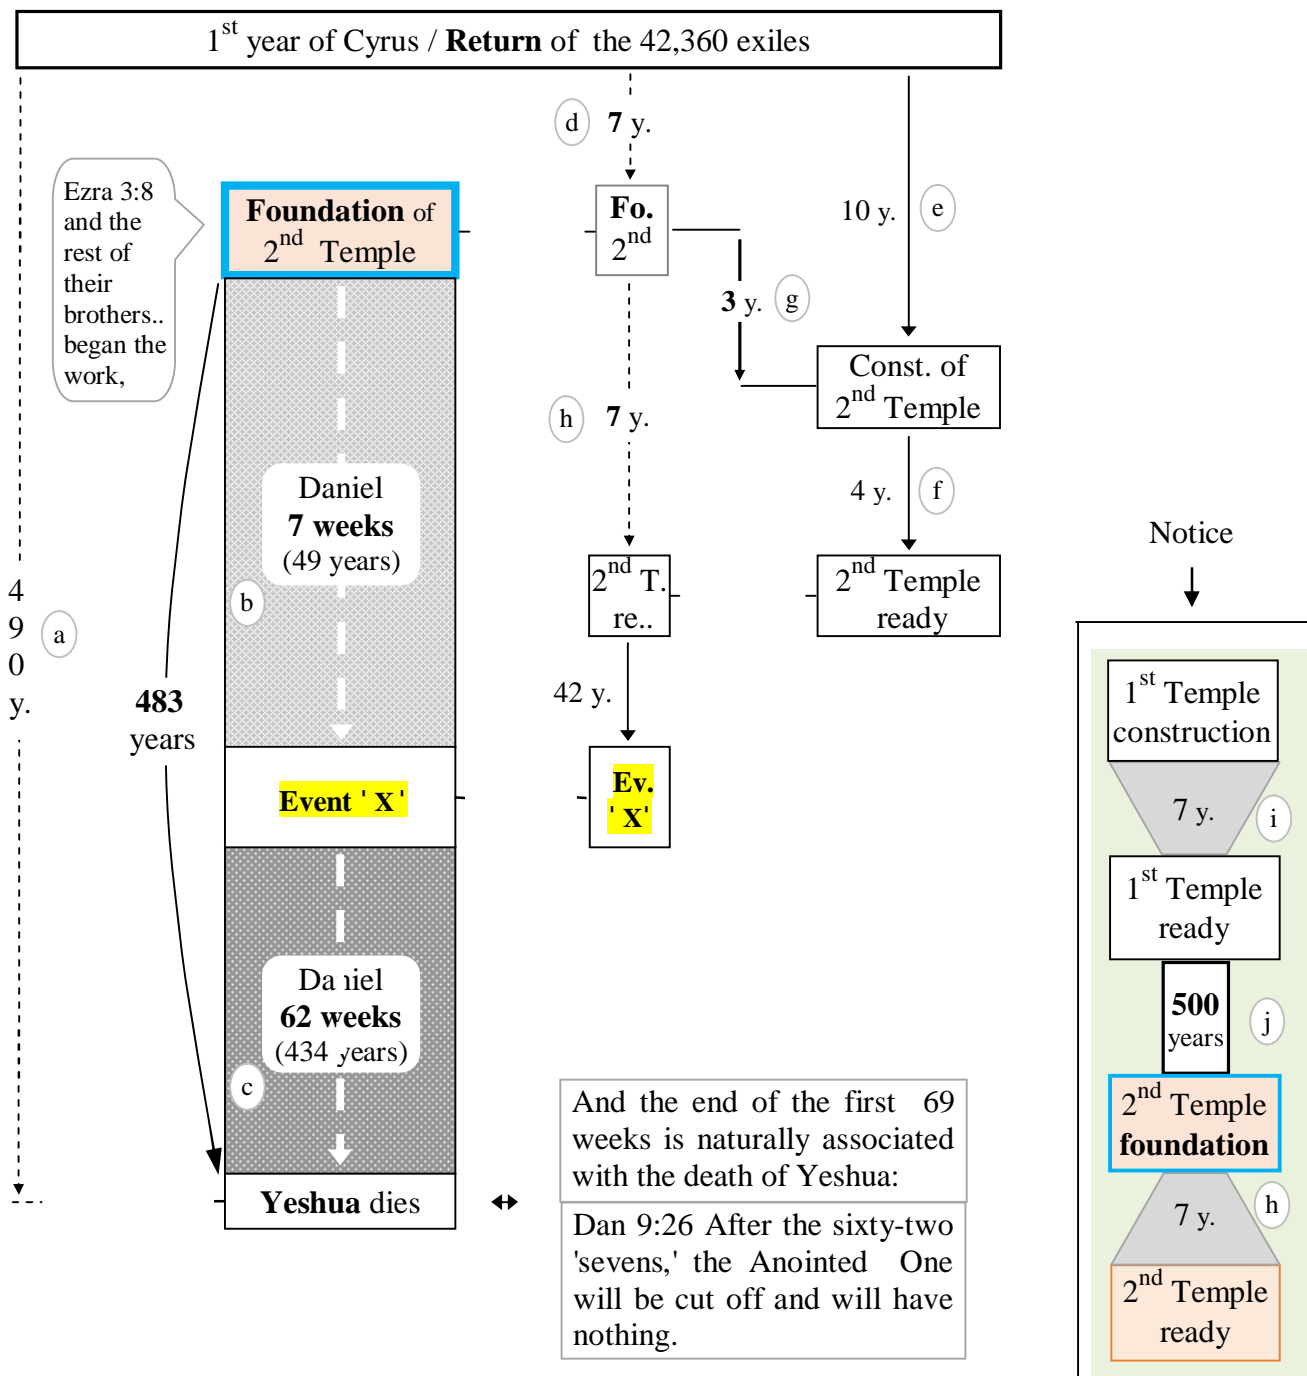 1st year of Cyrus / Return of the 42,360 exiles
d 7 y.
Ezra 3:8
and the
rest of
their
brothers..
began the
work,
Foundation of
2nd Temple
Fo.
2nd
10 y. e
3 y. g
Const. of
2nd Temple
h 7 y.
Daniel
7 weeks
(49 years)
4 y. f
Notice
2nd T.
re..
2nd Temple
ready
b
4
9
0
y.
a
483
years
42 y.
1st Temple
construction
Event 'X'
Ev.
'X'
7 y. i
1st Temple
ready
Daniel
62 weeks
(434 years)
500
years
j
c
And the end of the first 69
weeks is naturally associated
with the death of Yeshua:
2nd Temple
foundation
Yeshua dies
Dan 9:26 After the sixty-two
'sevens,' the Anointed One
will be cut off and will have
nothing.
7 y. h
2nd Temple
ready